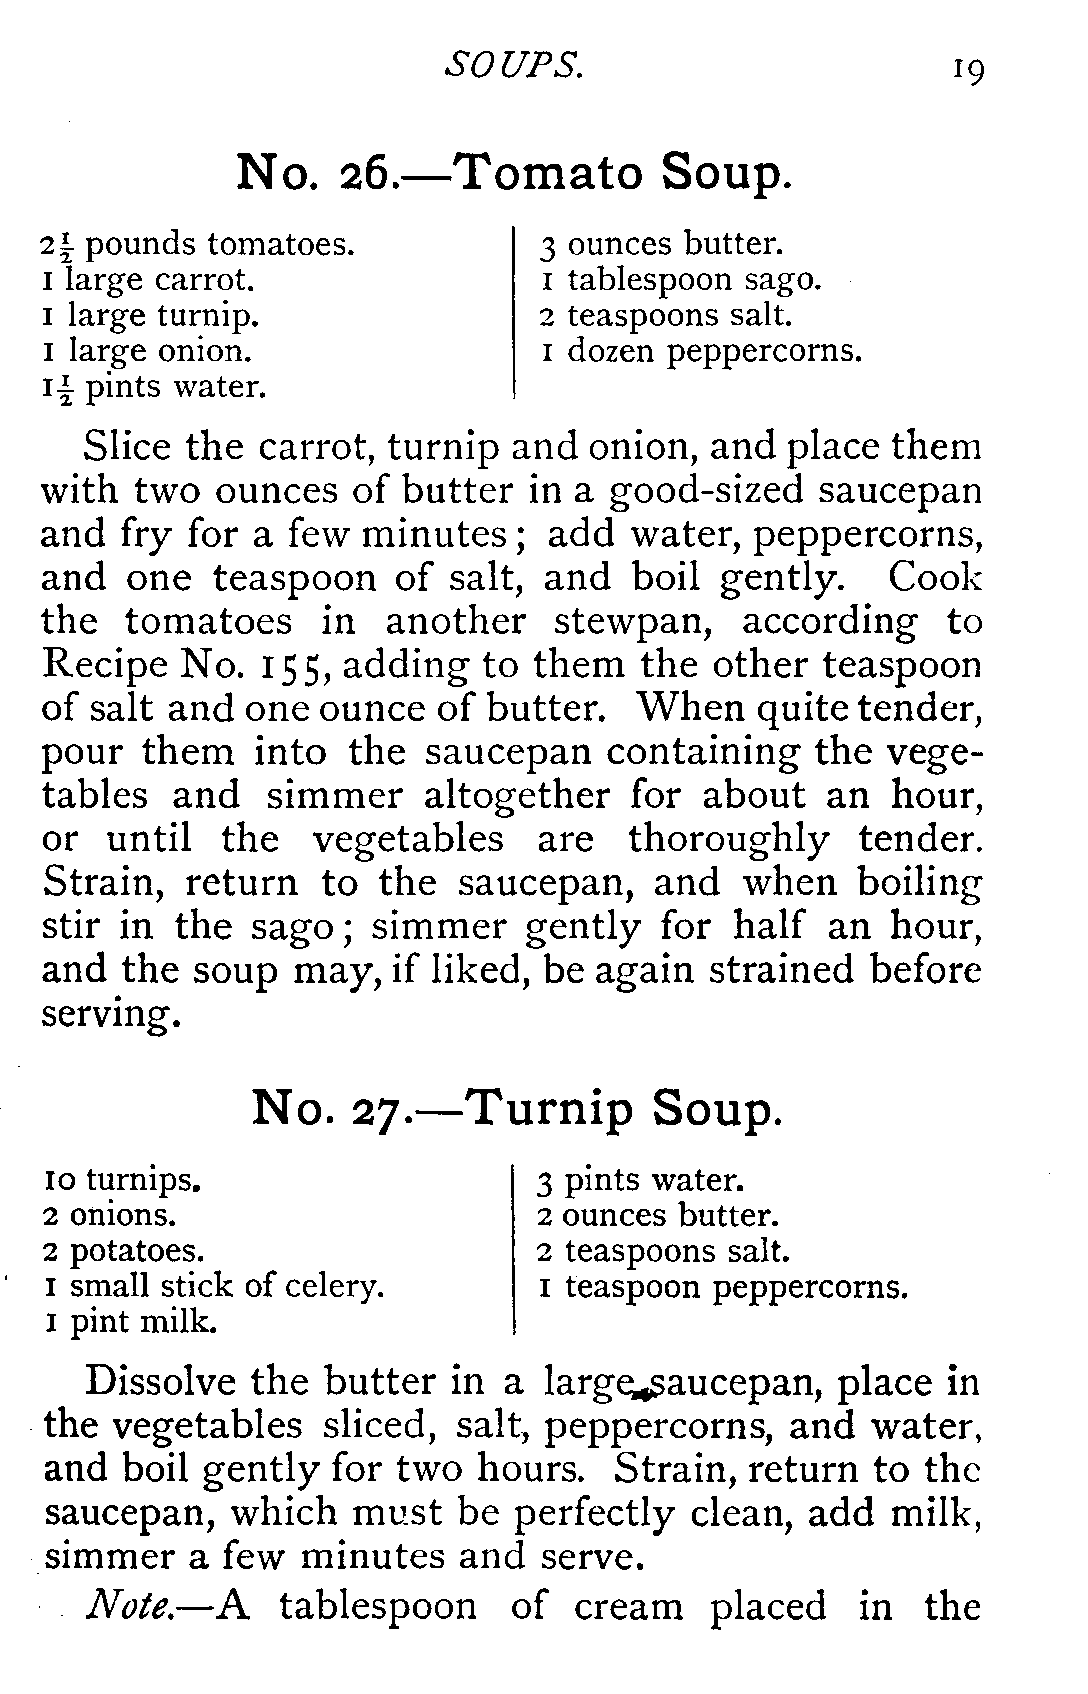 SOUPS. 19
No. 26.—Tomato Soup.
2½ pounds tomatoes.
1 large carrot.
1 large turnip.
1 large onion.
1½ pints water.
3 ounces butter.
1 tablespoon sago.
2 teaspoons salt.
1 dozen peppercorns.
Slice the carrot, turnip and onion, and place them
with two ounces of butter in a good-sized saucepan
and fry for a few minutes; add water, peppercorns,
and one teaspoon of salt, and boil gently. Cook
the tomatoes in another stewpan, according to
Recipe No. 155, adding to them the other teaspoon
of salt and one ounce of butter. When quite tender,
pour them into the saucepan containing the vege-
tables and simmer altogether for about an hour,
or until the vegetables are thoroughly tender.
Strain, return to the saucepan, and when boiling
stir in the sago; simmer gently for half an hour,
and the soup may, if liked, be again strained before
serving.
No. 27.—Turnip Soup.
10 turnips.
2 onions.
2 potatoes.
1 small stick of celery.
1 pint milk.
3 pints water.
2 ounces butter.
2 teaspoons salt.
1 teaspoon peppercorns.
Dissolve the butter in a large saucepan, place in
the vegetables sliced, salt, peppercorns, and water,
and boil gently for two hours. Strain, return to the
saucepan, which must be perfectly clean, add milk,
simmer a few minutes and serve.
Note.—A tablespoon of cream placed in the